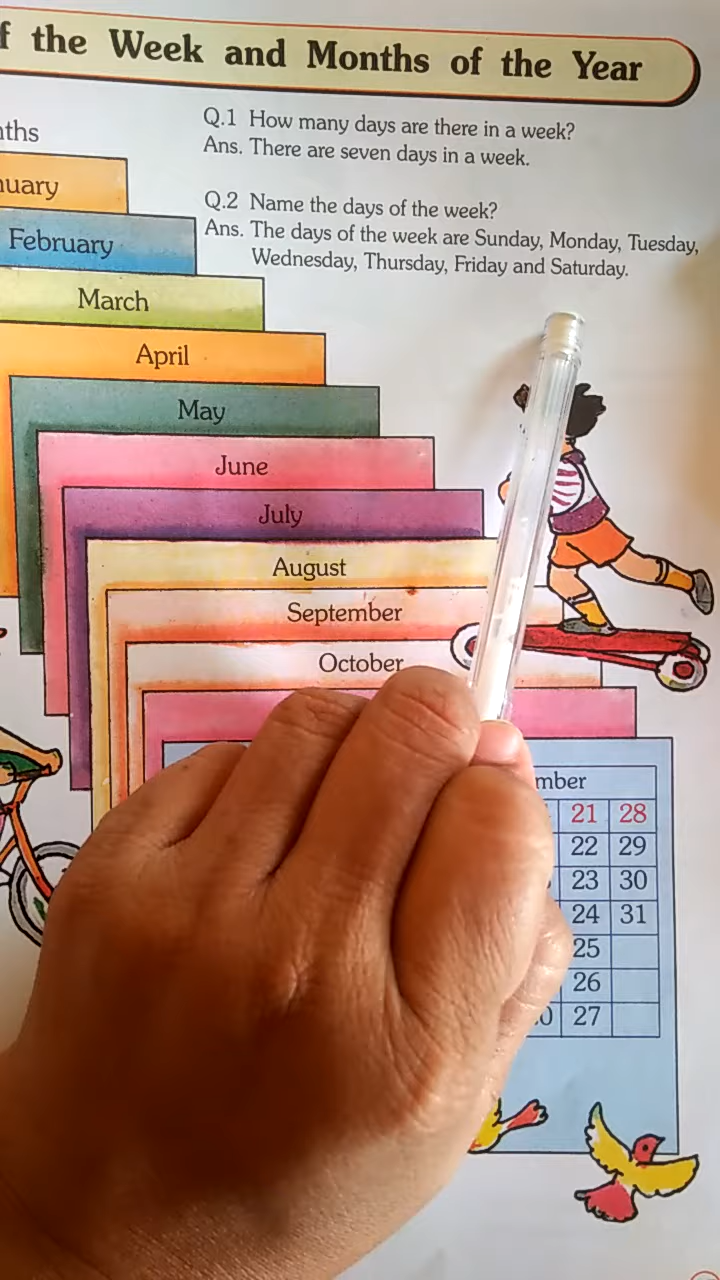 f the Week and Months of the Year
Q.1 How many days are there in a week?
Ans. There are seven days in a week.
Q.2 Name the days of the week?
Ans. The days of the week are Sunday, Monday, Tuesday,
Wednesday, Thursday, Friday and Saturday.
ths
uary
February
March
April
May
June
July
August
September
October
mber
21 28
22 29
23 30
24 31
25
26
0 27